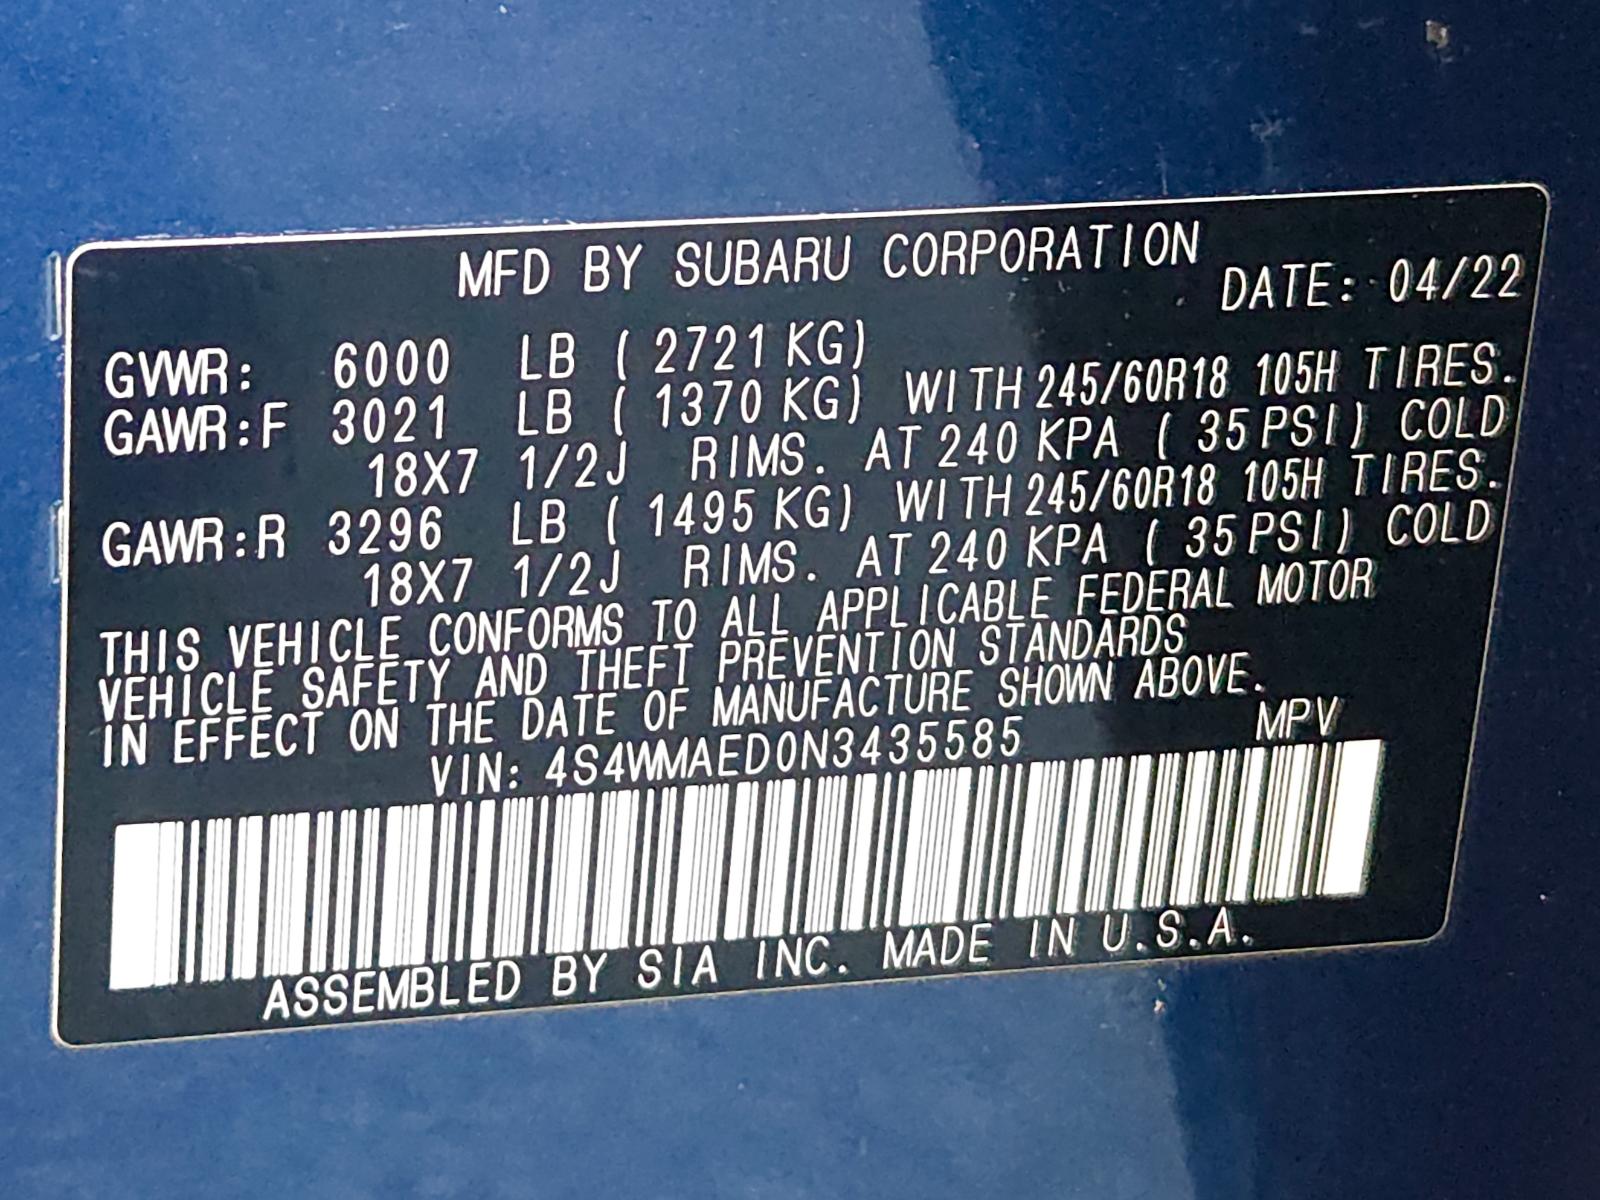 MFD BY SUBARU CORPORATION
DATE: 04/22
GVWR: 6000 LB ( 2721 KG)
GAWR:F 3021 LB ( 1370 KG) WITH 245/60R18 105H TIRES.
18X7 1/2J RIMS. AT 240 KPA ( 35 PSI) COLD
GAWR:R 3296 LB ( 1495 KG) WITH 245/60R18 105H TIRES.
18X7 1/2J RIMS. AT 240 KPA ( 35 PSI) COLD
THIS VEHICLE CONFORMS TO ALL APPLICABLE FEDERAL MOTOR
VEHICLE SAFETY AND THEFT PREVENTION STANDARDS
IN EFFECT ON THE DATE OF MANUFACTURE SHOWN ABOVE.
VIN: 4S4WMAED0N3435585 MPV
ASSEMBLED BY SIA INC. MADE IN U.S.A.